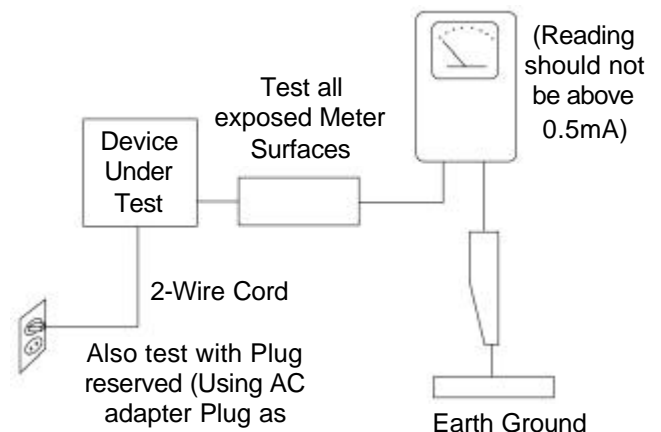 (Reading
should not
be above
0.5mA)
Test all
exposed Meter
Surfaces
Device
Under
Test
2-Wire Cord
Also test with Plug
reserved (Using AC
adapter Plug as
Earth Ground